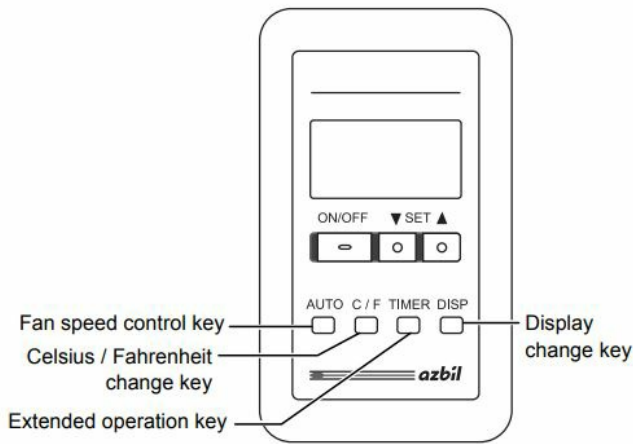 ON/OFF ▼ SET ▲
AUTO C / F TIMER DISP
Fan speed control key
Celsius / Fahrenheit
change key
Extended operation key
Display
change key
azbil